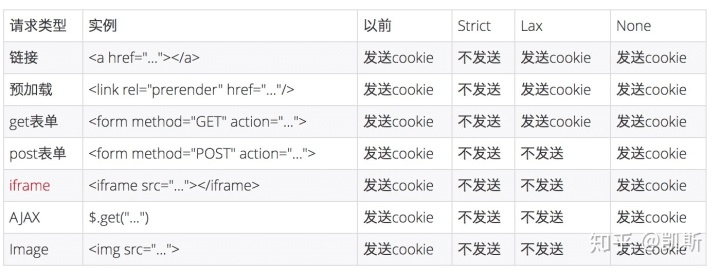 请求类型 实例 以前 Strict Lax None
链接 <a href="..."></a> 发送cookie 不发送 发送cookie 发送cookie
预加载 <link rel="prerender" href="..."/> 发送cookie 不发送 发送cookie 发送cookie
get表单 <form method="GET" action="..."> 发送cookie 不发送 发送cookie 发送cookie
post表单 <form method="POST" action="..."> 发送cookie 不发送 不发送 发送cookie
iframe <iframe src="..."></iframe> 发送cookie 不发送 不发送 发送cookie
AJAX $.get("...") 发送cookie 不发送 不发送 发送cookie
Image <img src="..."> 发送cookie 不发送 不发送 发送cookie
知乎 @凯斯